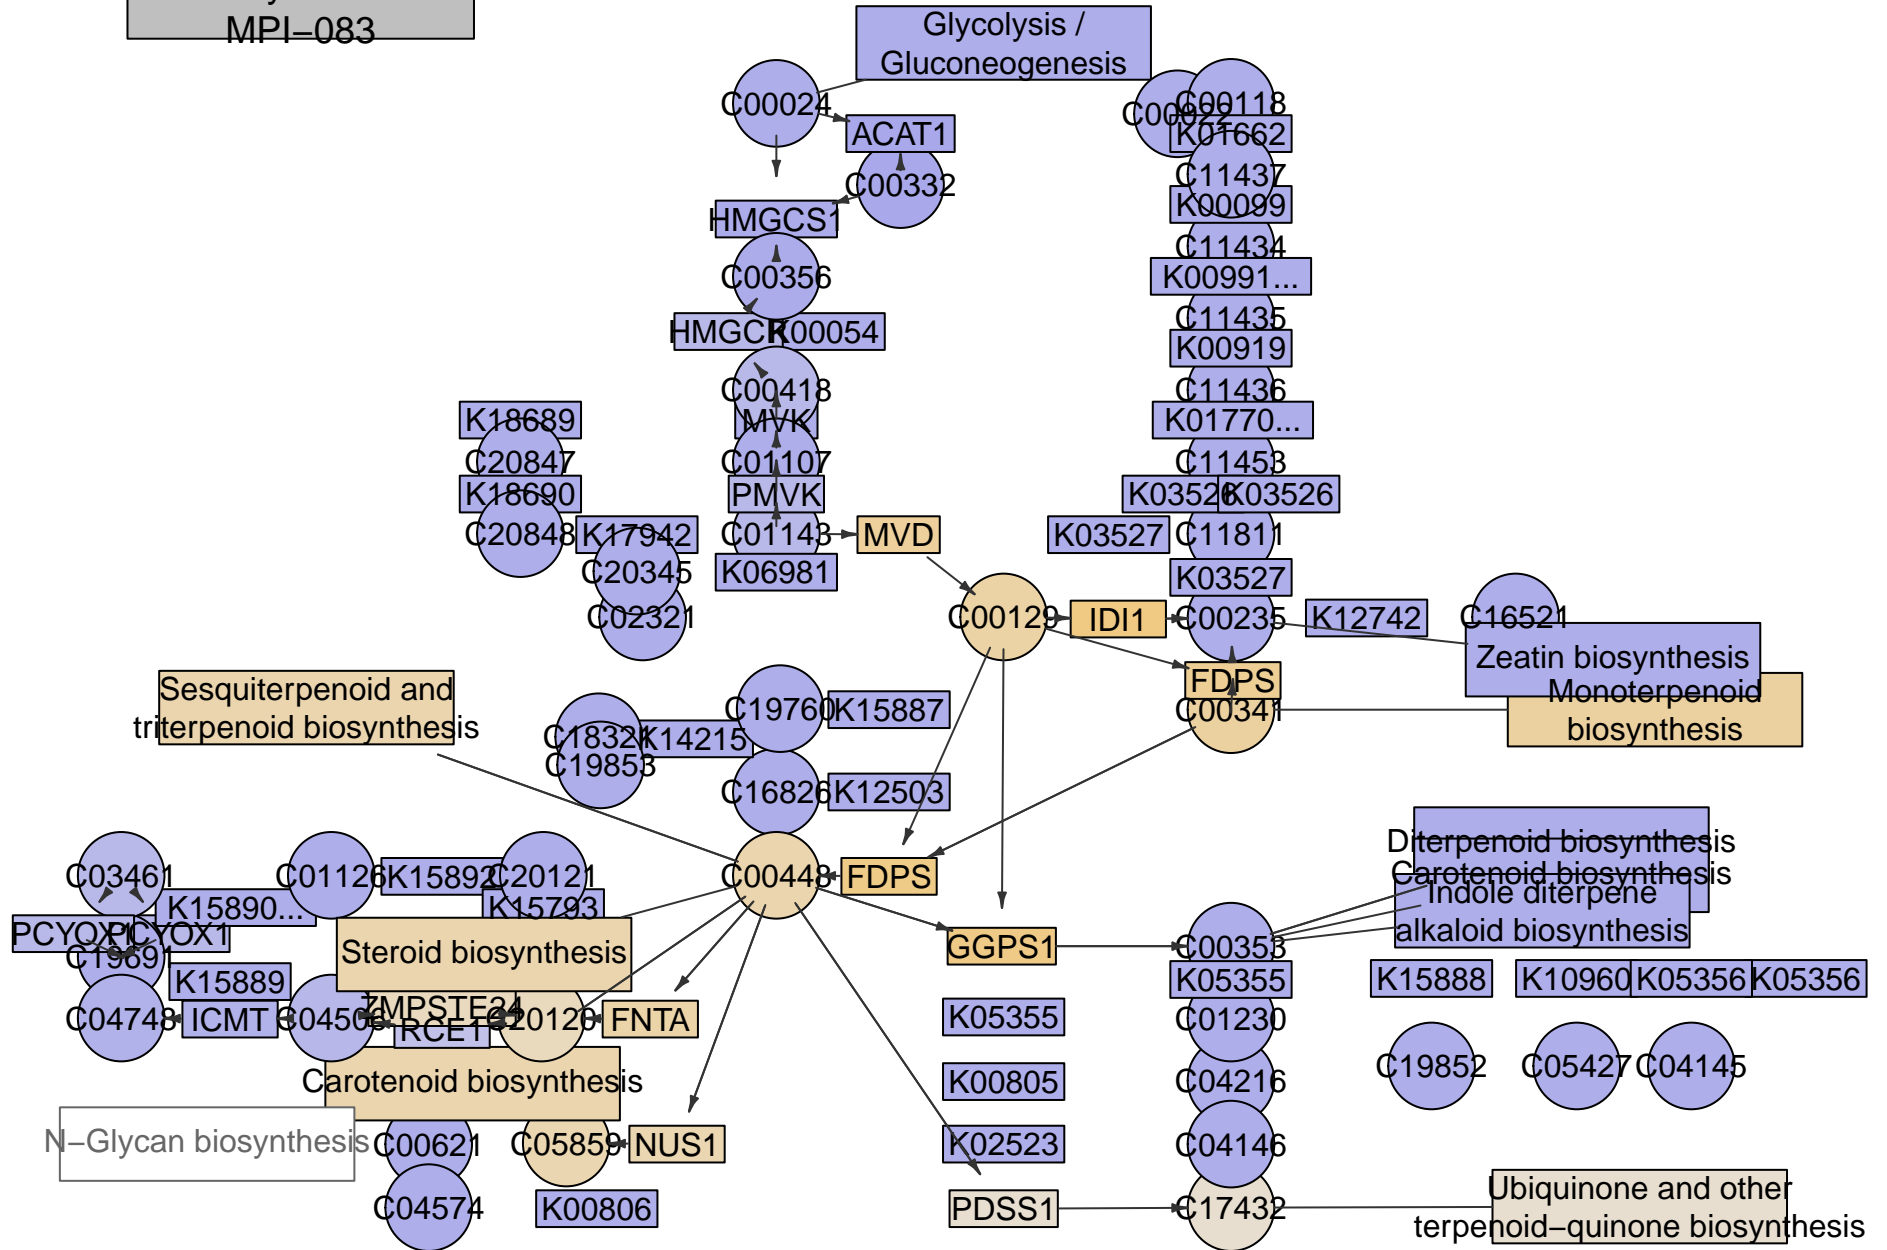 MPI−083
Glycolysis /
Gluconeogenesis
C00024
C00022
C00118
ACAT1
K01662
C00332
C11437
HMGCS1
K00099
C11434
C00356
K00991...
C11435
HMGCR
K00054
K00919
C00418
C11436
K18689
MVK
K01770...
C20847
C01107
C11453
K18690
PMVK
K03526
K03526
C20848
K17942
C01143
MVD
K03527
C11811
C20345
K06981
K03527
C02321
C00129
IDI1
C00235
K12742
C16521
Zeatin biosynthesis
Sesquiterpenoid and
triterpenoid biosynthesis
FDPS
Monoterpenoid
biosynthesis
C19760
K15887
C00341
C18324
K14215
C19853
C16826
K12503
Diterpenoid biosynthesis
Carotenoid biosynthesis
Indole diterpene
alkaloid biosynthesis
C03461
C01126
K15892
C20121
C00448
FDPS
K15890...
K15793
PCYOX1
PCYOX1
C19691
Steroid biosynthesis
GGPS1
C00353
K15889
K05355
K15888
K10960
K05356
K05356
C04748
ICMT
C04506
ZMPSTE24
RCE1
C20120
FNTA
K05355
C01230
C19852
C05427
C04145
Carotenoid biosynthesis
K00805
C04216
N−Glycan biosynthesis
C00621
C05859
NUS1
K02523
C04146
C04574
K00806
PDSS1
C17432
Ubiquinone and other
terpenoid−quinone biosynthesis